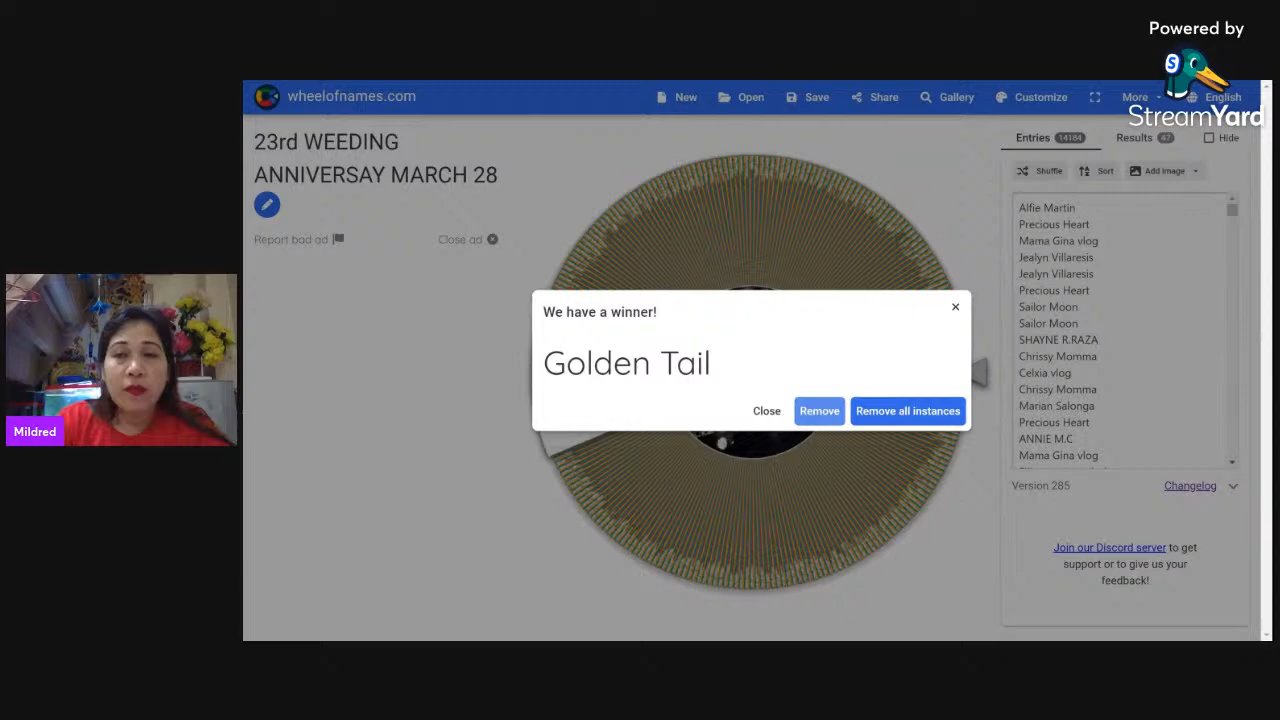 Powered by
StreamYard
wheelofnames.com
New
Open
Save
Share
Gallery
Customize
More
English
23rd WEEDING
ANNIVERSAY MARCH 28
Report bad ad
Close ad
Entries 14184
Results 47
Hide
Shuffle
Sort
Add Image
Alfie Martin
Precious Heart
Mama Gina vlog
Jealyn Villaresis
Jealyn Villaresis
Precious Heart
Sailor Moon
Sailor Moon
SHAYNE R.RAZA
Chrissy Momma
Celxia vlog
Chrissy Momma
Marian Salonga
Precious Heart
ANNIE M.C
Mama Gina vlog
We have a winner!
Golden Tail
Close
Remove
Remove all instances
Version 285
Changelog
Join our Discord server to get
support or to give us your
feedback!
Mildred